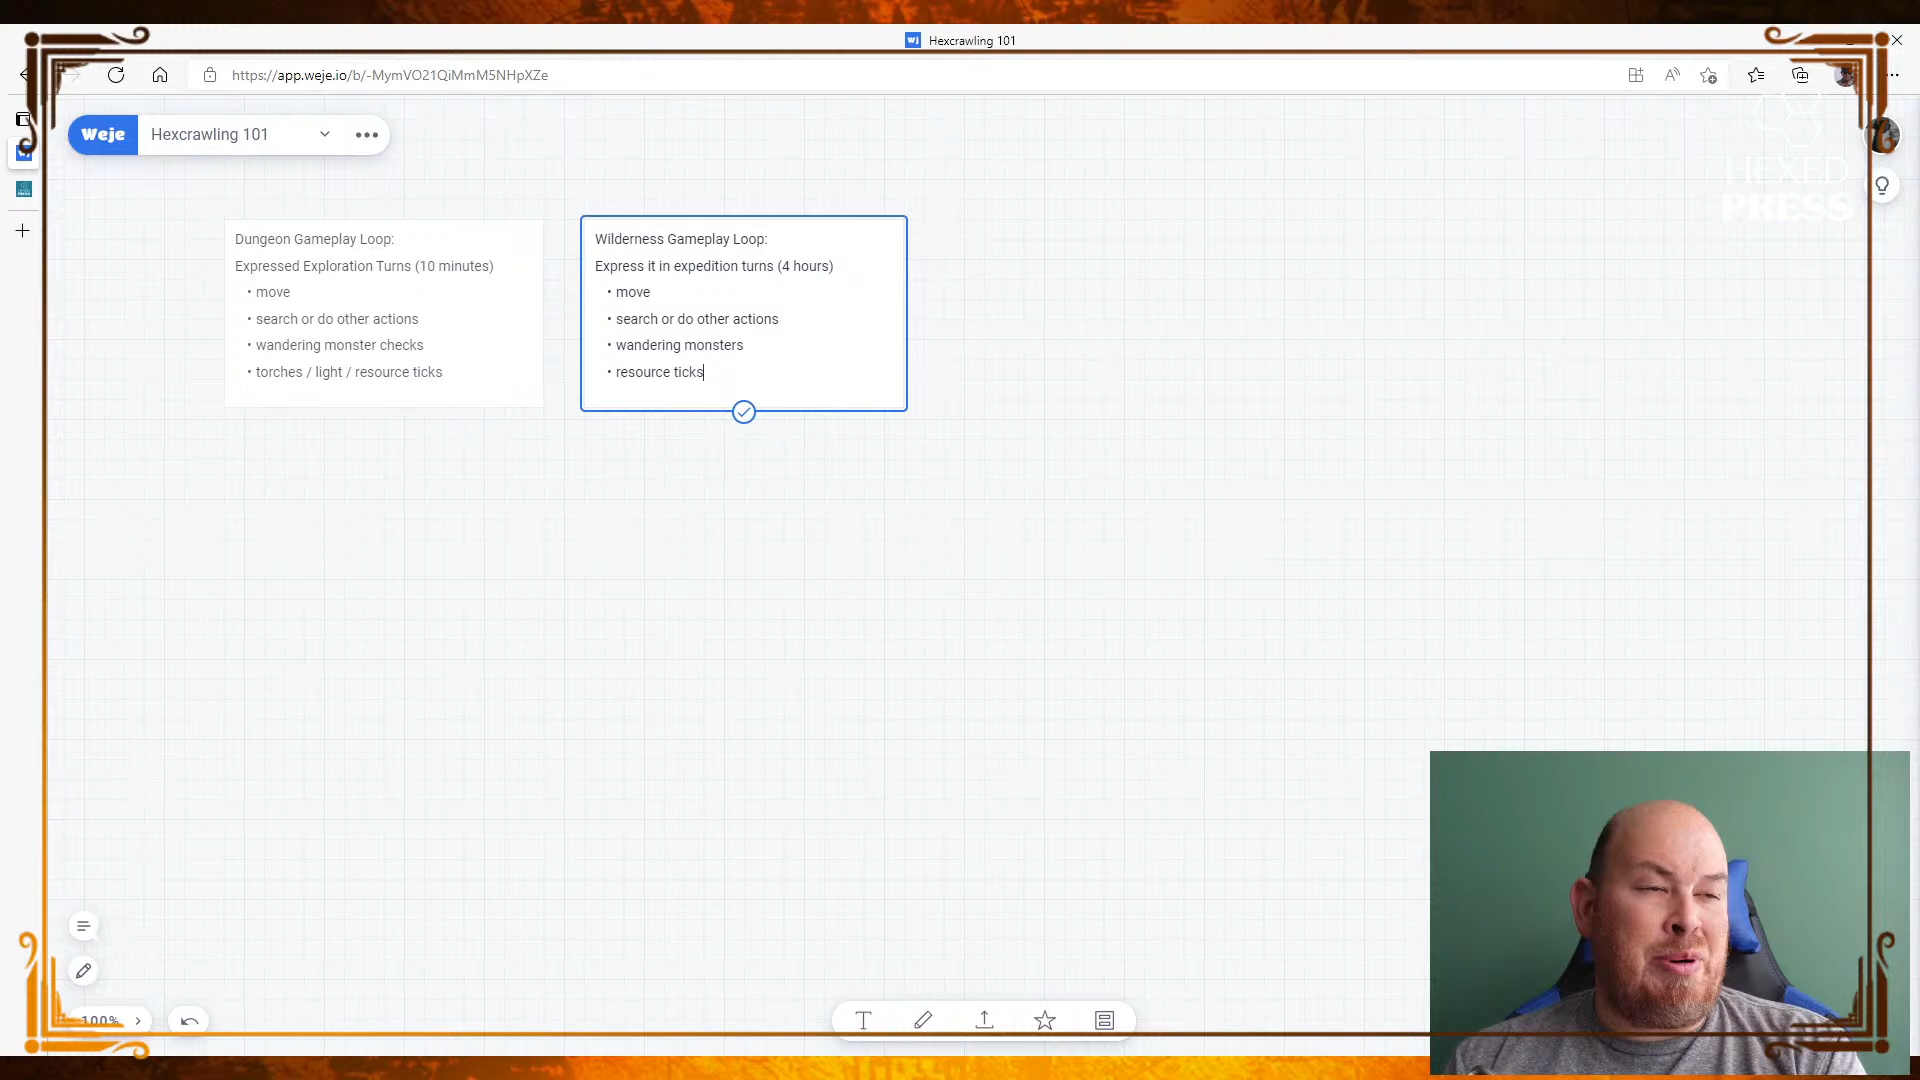 Hexcrawling 101
https://app.weje.io/b/-MymVO21QiMmM5NHpXZe
Weje
Hexcrawling 101
HEXED
PRESS
Dungeon Gameplay Loop:
Expressed Exploration Turns (10 minutes)
• move
• search or do other actions
• wandering monster checks
• torches / light / resource ticks
Wilderness Gameplay Loop:
Express it in expedition turns (4 hours)
• move
• search or do other actions
• wandering monsters
• resource ticks
100%